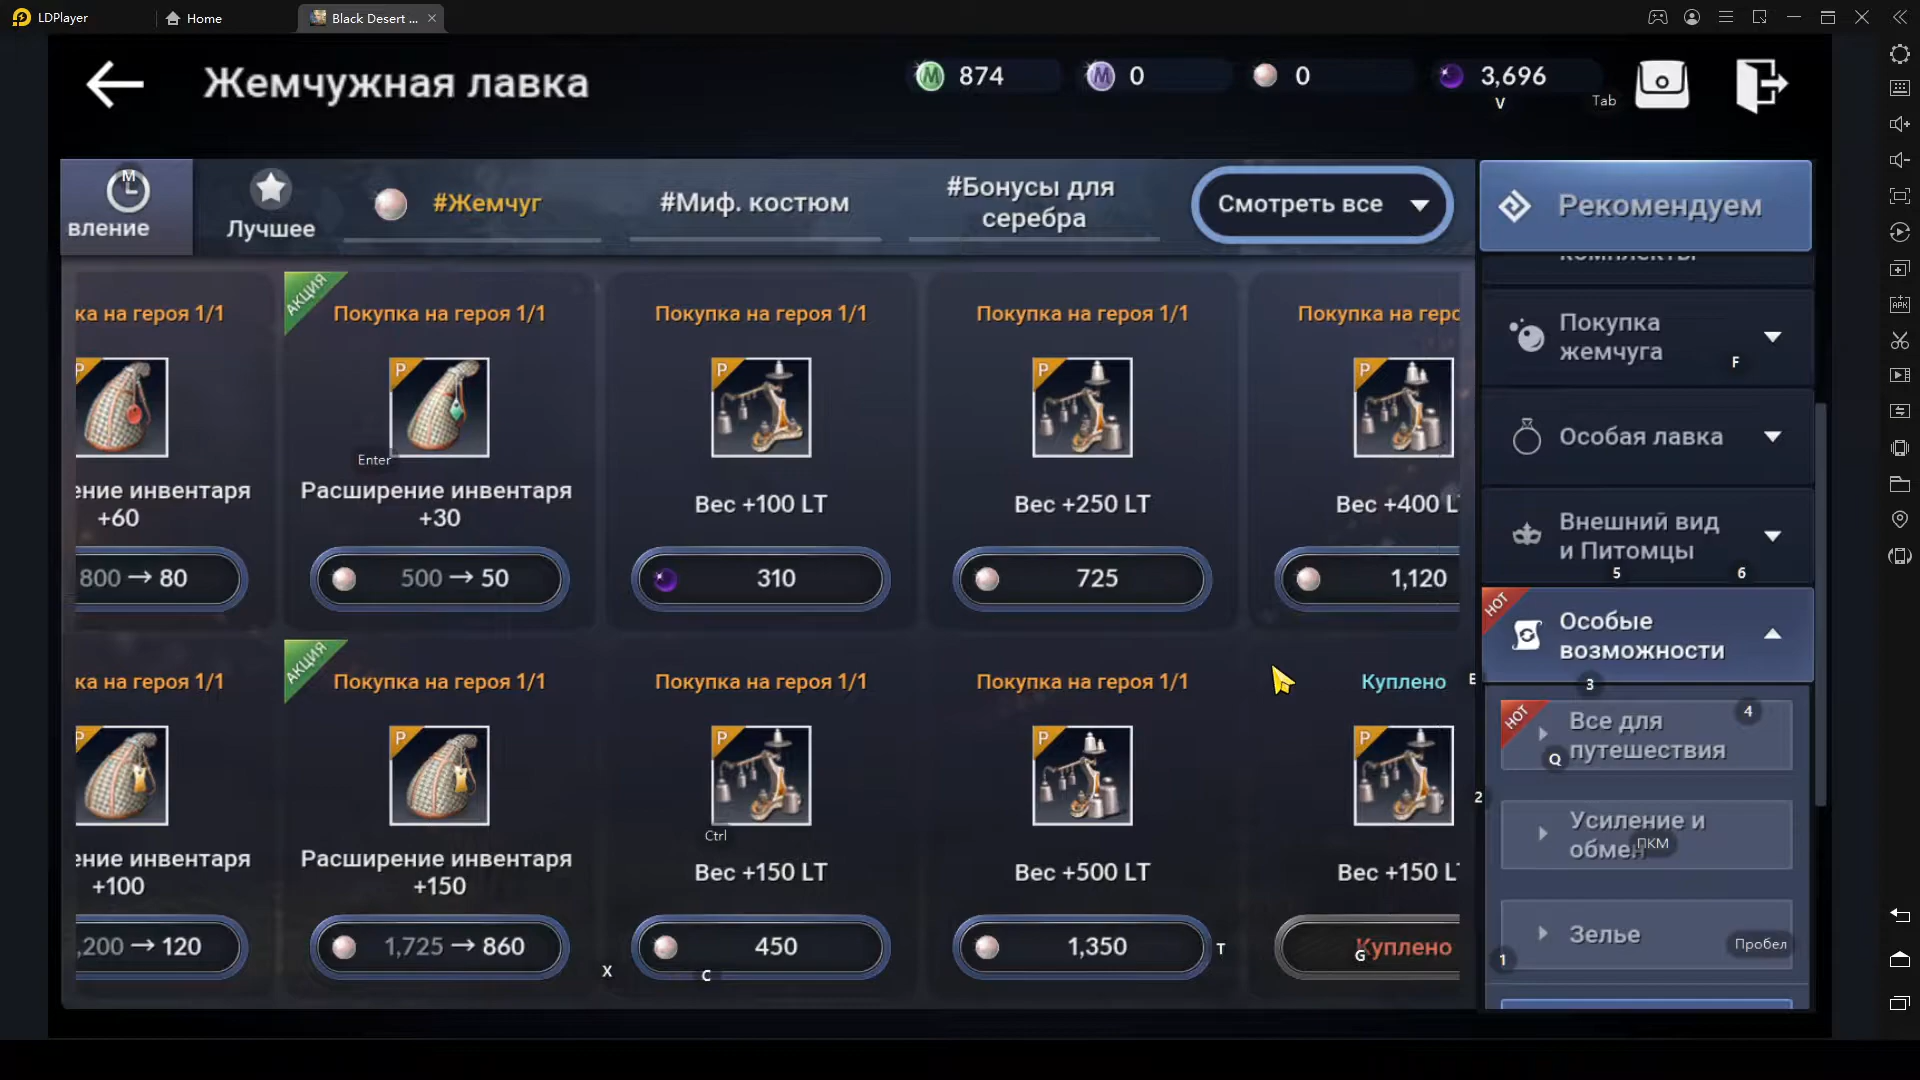 LDPlayer
Home
Black Desert ...
Жемчужная лавка
874
0
0
3,696
V
Tab
M
вление
Лучшее
#Жемчуг
#Миф. костюм
#Бонусы для
серебра
Смотреть все
Рекомендуем
комплекты
Покупка
жемчуга
F
Особая лавка
Внешний вид
и Питомцы
5
6
HOT
Особые
возможности
3
HOT
Все для
путешествия
4
Q
2
Усиление и
обмен
ПКМ
Зелье
Пробел
1
APK
ка на героя 1/1
P
ение инвентаря
+60
800 → 80
АКЦИЯ
Покупка на героя 1/1
P
Enter
Расширение инвентаря
+30
500 → 50
Покупка на героя 1/1
P
Вес +100 LT
310
Покупка на героя 1/1
P
Вес +250 LT
725
Покупка на геро
P
Вес +400 LT
1,120
ка на героя 1/1
P
ение инвентаря
+100
,200 → 120
АКЦИЯ
Покупка на героя 1/1
P
Расширение инвентаря
+150
1,725 → 860
X
Покупка на героя 1/1
P
Ctrl
Вес +150 LT
450
C
Покупка на героя 1/1
P
Вес +500 LT
1,350
T
Куплено
E
P
Вес +150 LT
Куплено
G